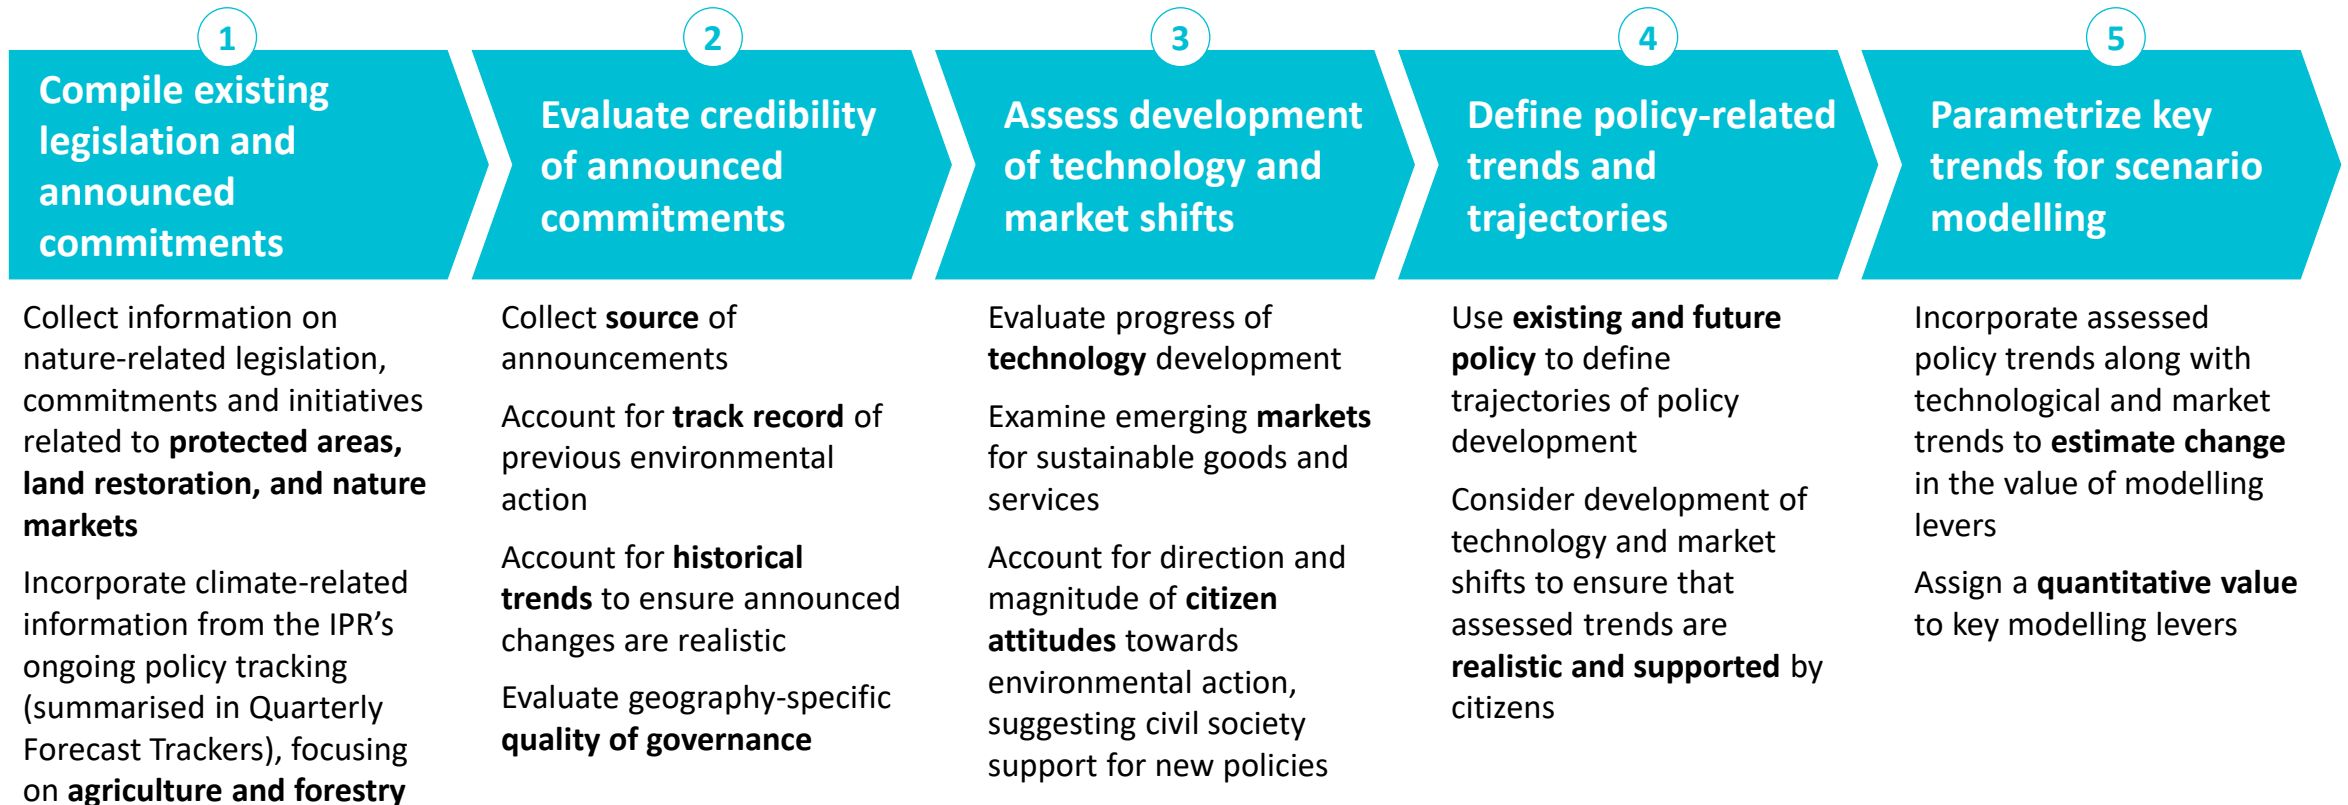 1
Compile existing
legislation and
announced
commitments
Collect information on
nature-related legislation,
commitments and initiatives
related to protected areas,
land restoration, and nature
markets
Incorporate climate-related
information from the IPR’s
ongoing policy tracking
(summarised in Quarterly
Forecast Trackers), focusing
on agriculture and forestry
2
Evaluate credibility
of announced
commitments
Collect source of
announcements
Account for track record of
previous environmental
action
Account for historical
trends to ensure announced
changes are realistic
Evaluate geography-specific
quality of governance
3
Assess development
of technology and
market shifts
Evaluate progress of
technology development
Examine emerging markets
for sustainable goods and
services
Account for direction and
magnitude of citizen
attitudes towards
environmental action,
suggesting civil society
support for new policies
4
Define policy-related
trends and
trajectories
Use existing and future
policy to define
trajectories of policy
development
Consider development of
technology and market
shifts to ensure that
assessed trends are
realistic and supported by
citizens
5
Parametrize key
trends for scenario
modelling
Incorporate assessed
policy trends along with
technological and market
trends to estimate change
in the value of modelling
levers
Assign a quantitative value
to key modelling levers